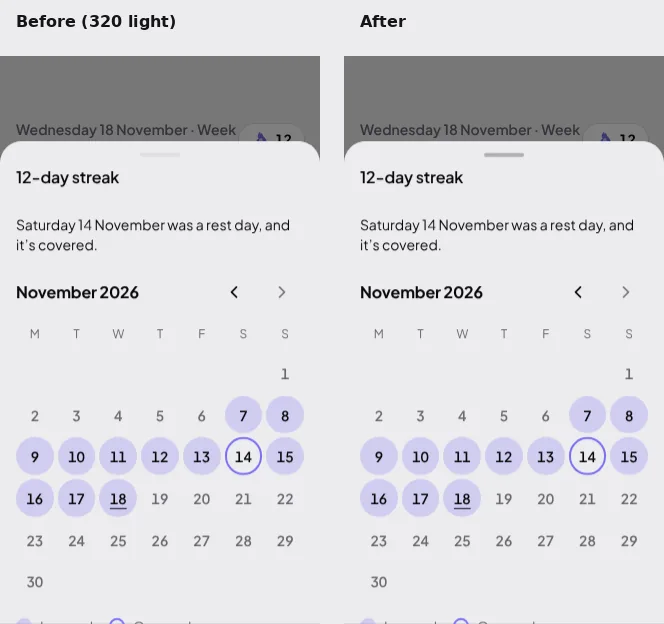 Before (320 light)
After
Wednesday 18 November · Week
12
Wednesday 18 November · Week
12
12-day streak
12-day streak
Saturday 14 November was a rest day, and
it's covered.
Saturday 14 November was a rest day, and
it's covered.
November 2026
November 2026
M T W T F S S
M T W T F S S
1
1
2 3 4 5 6 7 8
2 3 4 5 6 7 8
9 10 11 12 13 14 15
9 10 11 12 13 14 15
16 17 18 19 20 21 22
16 17 18 19 20 21 22
23 24 25 26 27 28 29
23 24 25 26 27 28 29
30
30